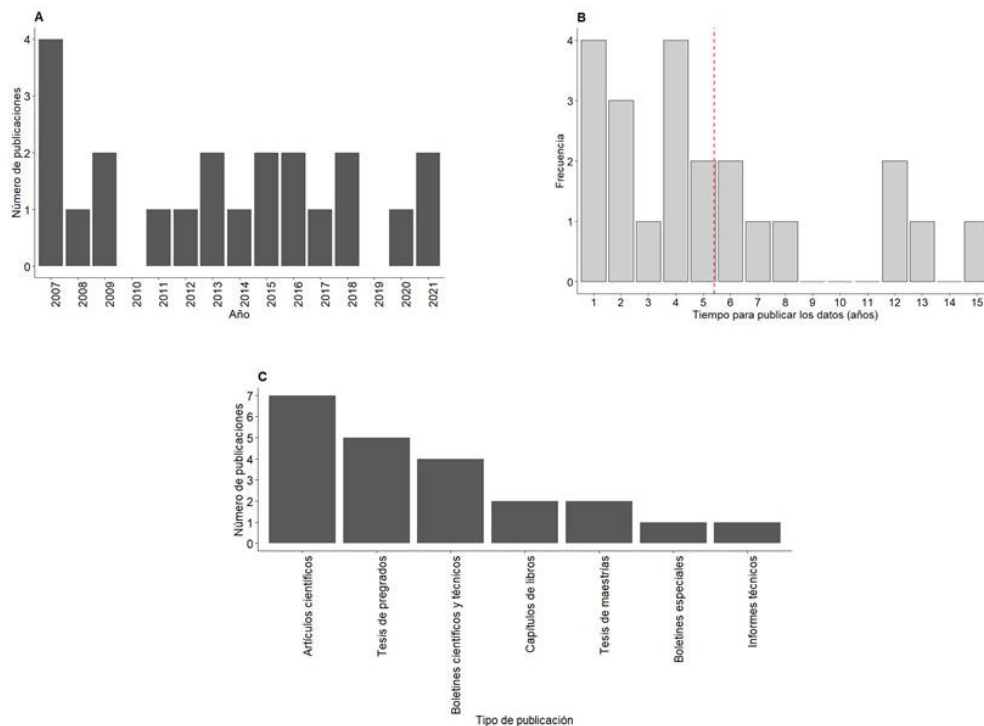 A
Número de publicaciones
4
3
2
1
0
2007
2008
2009
2010
2011
2012
2013
2014
2015
2016
2017
2018
2019
2020
2021
Año
B
Frecuencia
4
3
2
1
0
1 2 3 4 5 6 7 8 9 10 11 12 13 14 15
Tiempo para publicar los datos (años)
C
Número de publicaciones
7
6
5
4
3
2
1
0
Artículos científicos
Tesis de pregrados
Boletines científicos y técnicos
Capítulos de libros
Tesis de maestrías
Boletines especiales
Informes técnicos
Tipo de publicación